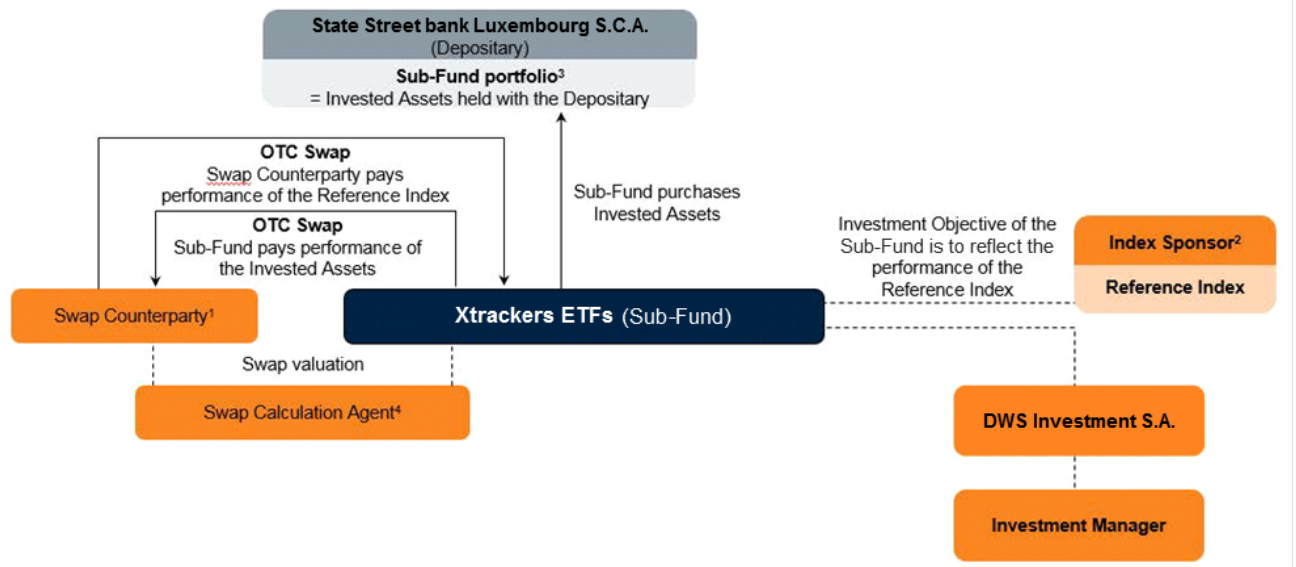 State Street bank Luxembourg S.C.A.
(Depositary)
Sub-Fund portfolio³
= Invested Assets held with the Depositary
OTC Swap
Swap Counterparty pays
performance of the Reference Index
OTC Swap
Sub-Fund pays performance of
the Invested Assets
Sub-Fund purchases
Invested Assets
Investment Objective of the
Sub-Fund is to reflect the
performance of the
Reference Index
Index Sponsor²
Reference Index
Swap Counterparty¹
Xtrackers ETFs (Sub-Fund)
Swap valuation
Swap Calculation Agent⁴
DWS Investment S.A.
Investment Manager